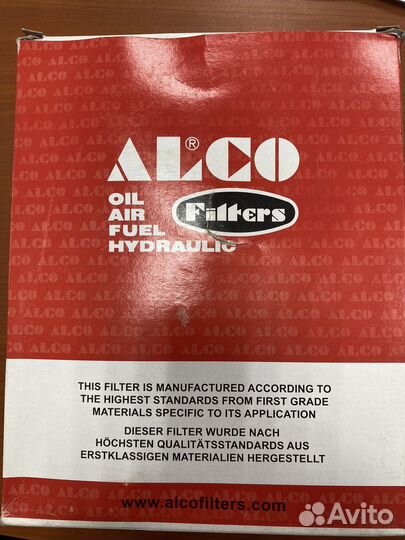 ALCO®
OIL
AIR
FUEL
HYDRAULIC
Filters
THIS FILTER IS MANUFACTURED ACCORDING TO
THE HIGHEST STANDARDS FROM FIRST GRADE
MATERIALS SPECIFIC TO ITS APPLICATION
DIESER FILTER WURDE NACH
HÖCHSTEN QUALITÄTSSTANDARDS AUS
ERSTKLASSIGEN MATERIALIEN HERGESTELLT
www.alcofilters.com
Avito